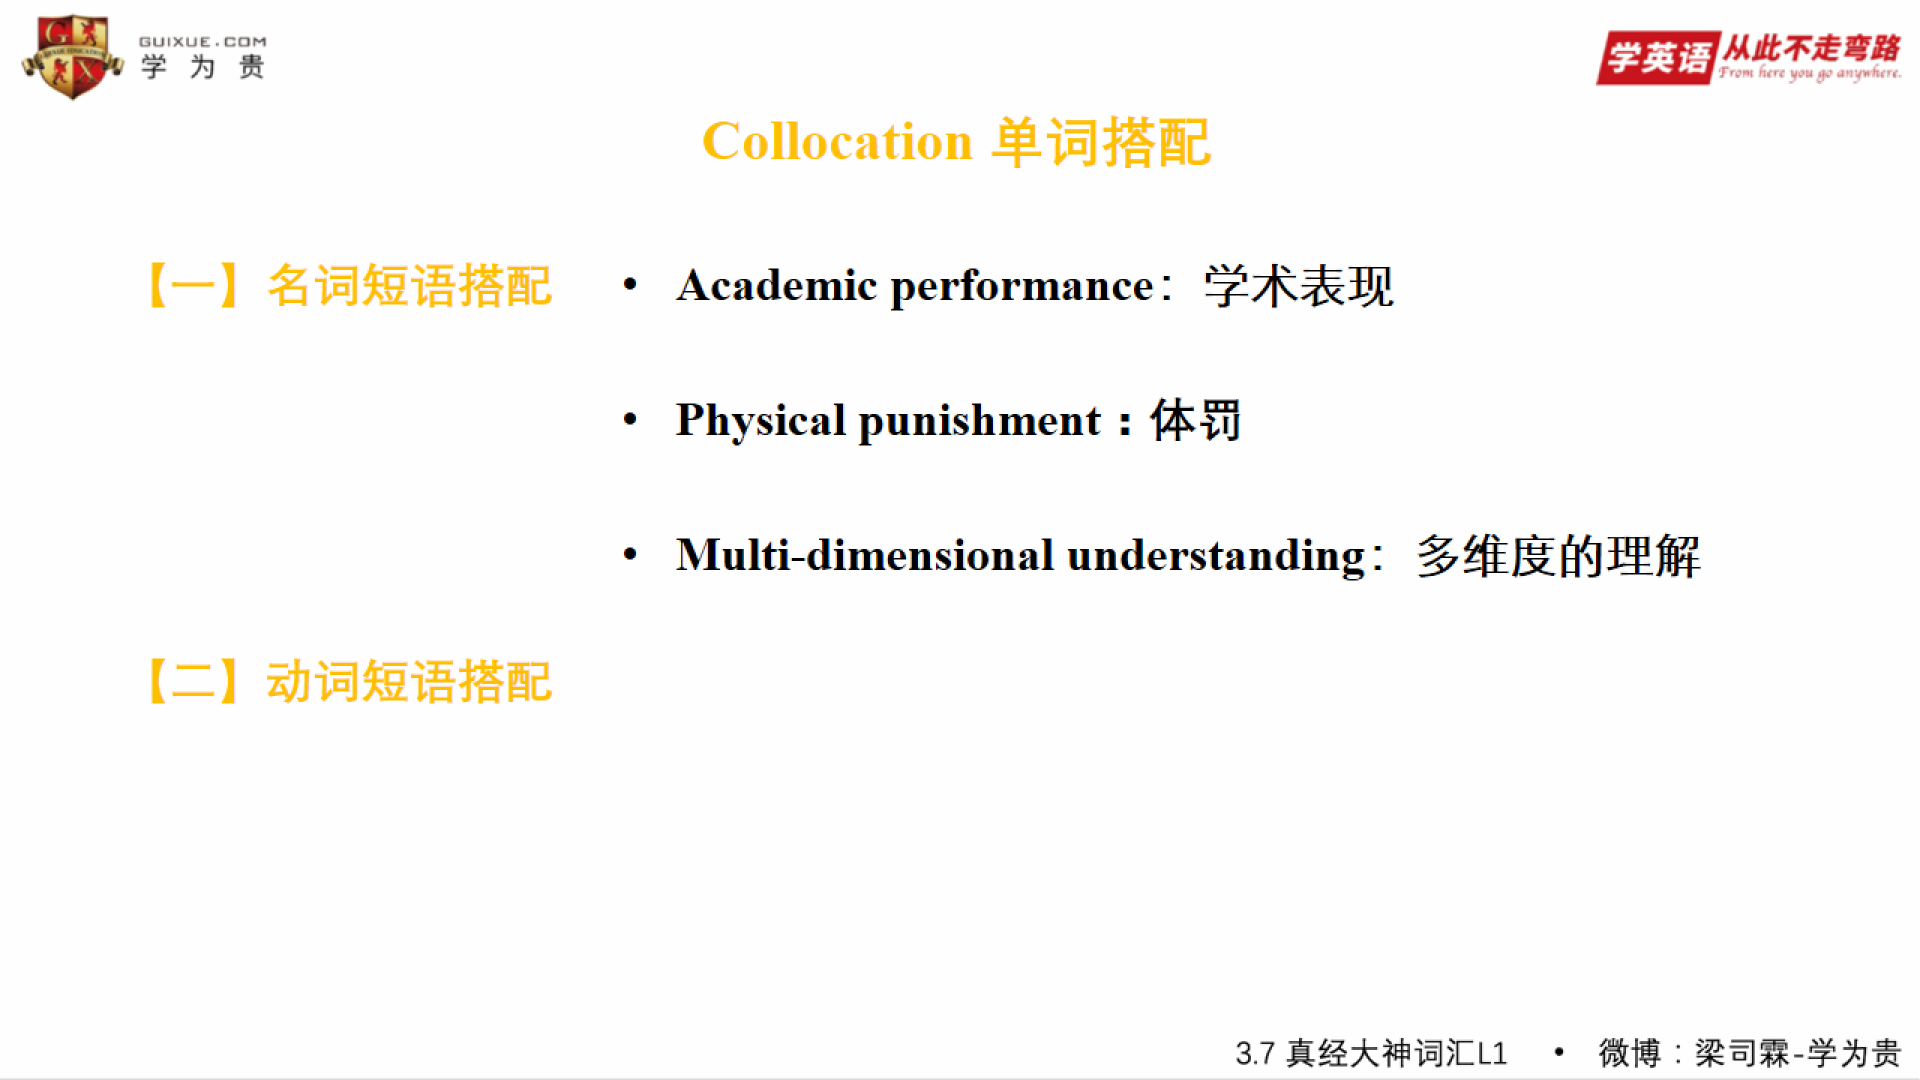 GUIXUE.COM
学为贵
学英语 从此不走弯路
From here you go anywhere.
Collocation 单词搭配
【一】名词短语搭配
• Academic performance：学术表现
• Physical punishment：体罚
• Multi-dimensional understanding：多维度的理解
【二】动词短语搭配
3.7 真经大神词汇L1 • 微博：梁司霖-学为贵